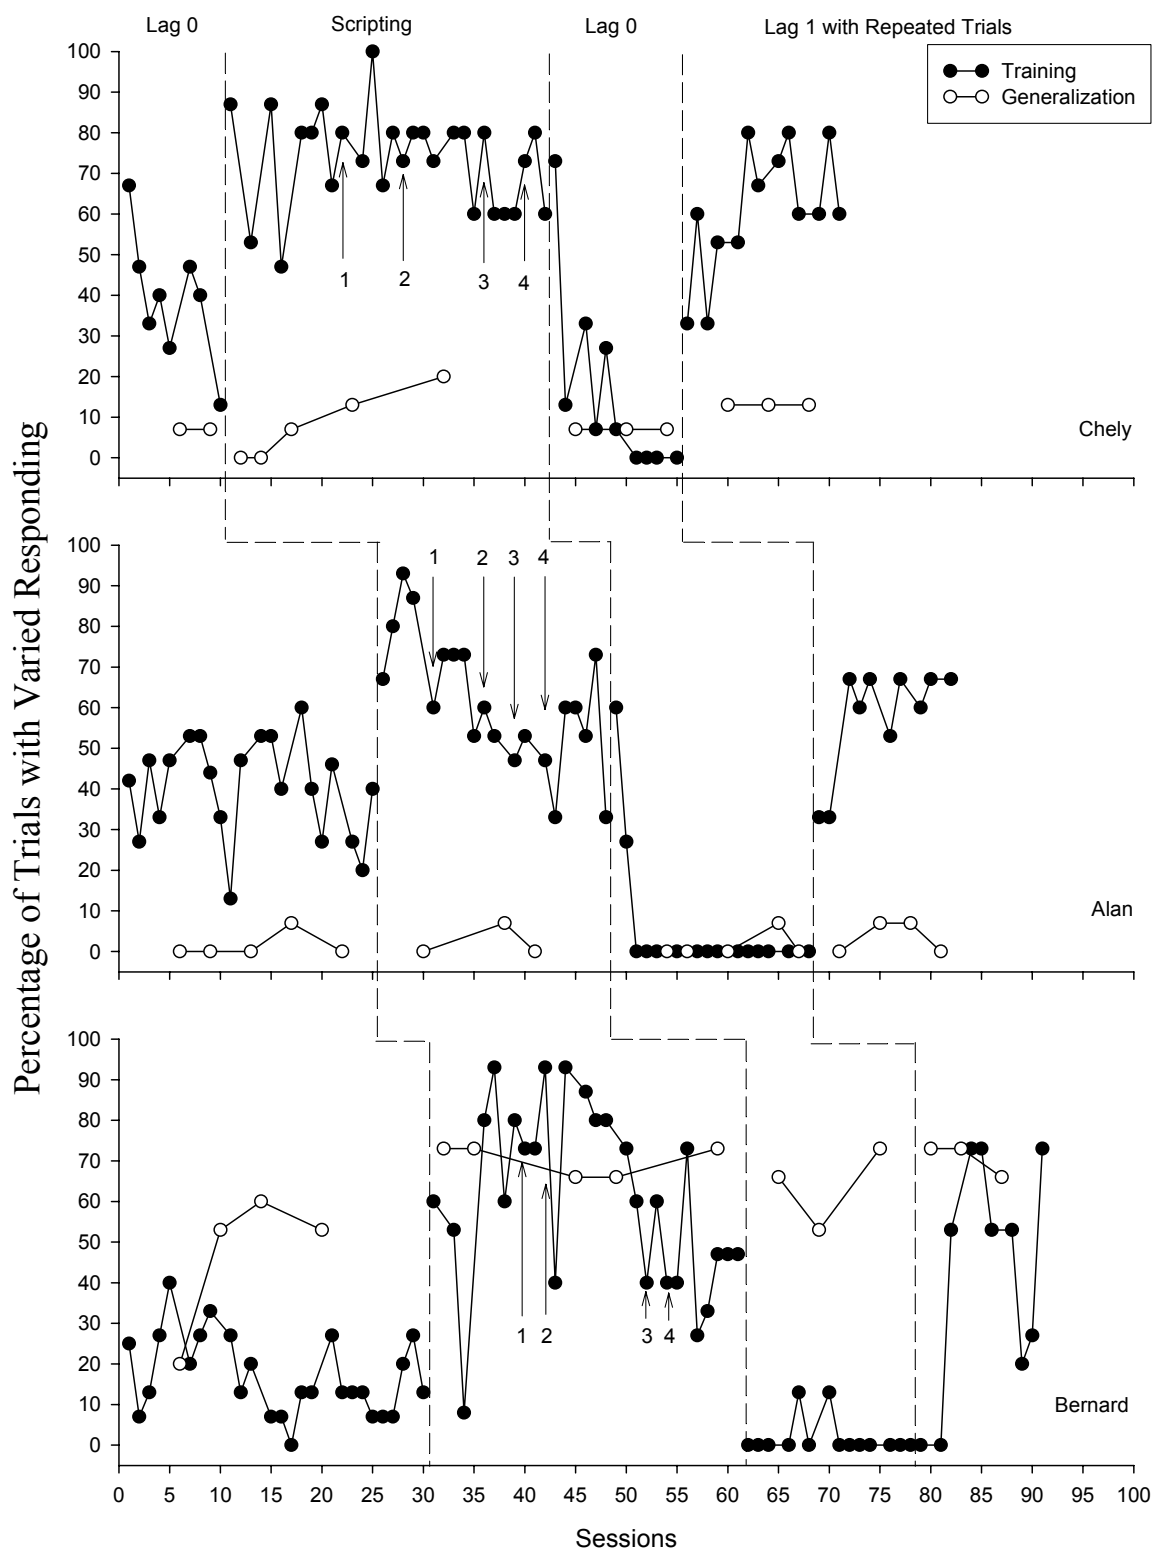 Lag 0 Scripting Lag 0 Lag 1 with Repeated Trials
Training
Generalization
100
90
80
70
60
50
40
30
20
10
0
1 2 3 4
Chely
Percentage of Trials with Varied Responding
100
90
80
70
60
50
40
30
20
10
0
1 2 3 4
Alan
100
90
80
70
60
50
40
30
20
10
0
1 2 3 4
Bernard
0 5 10 15 20 25 30 35 40 45 50 55 60 65 70 75 80 85 90 95 100
Sessions